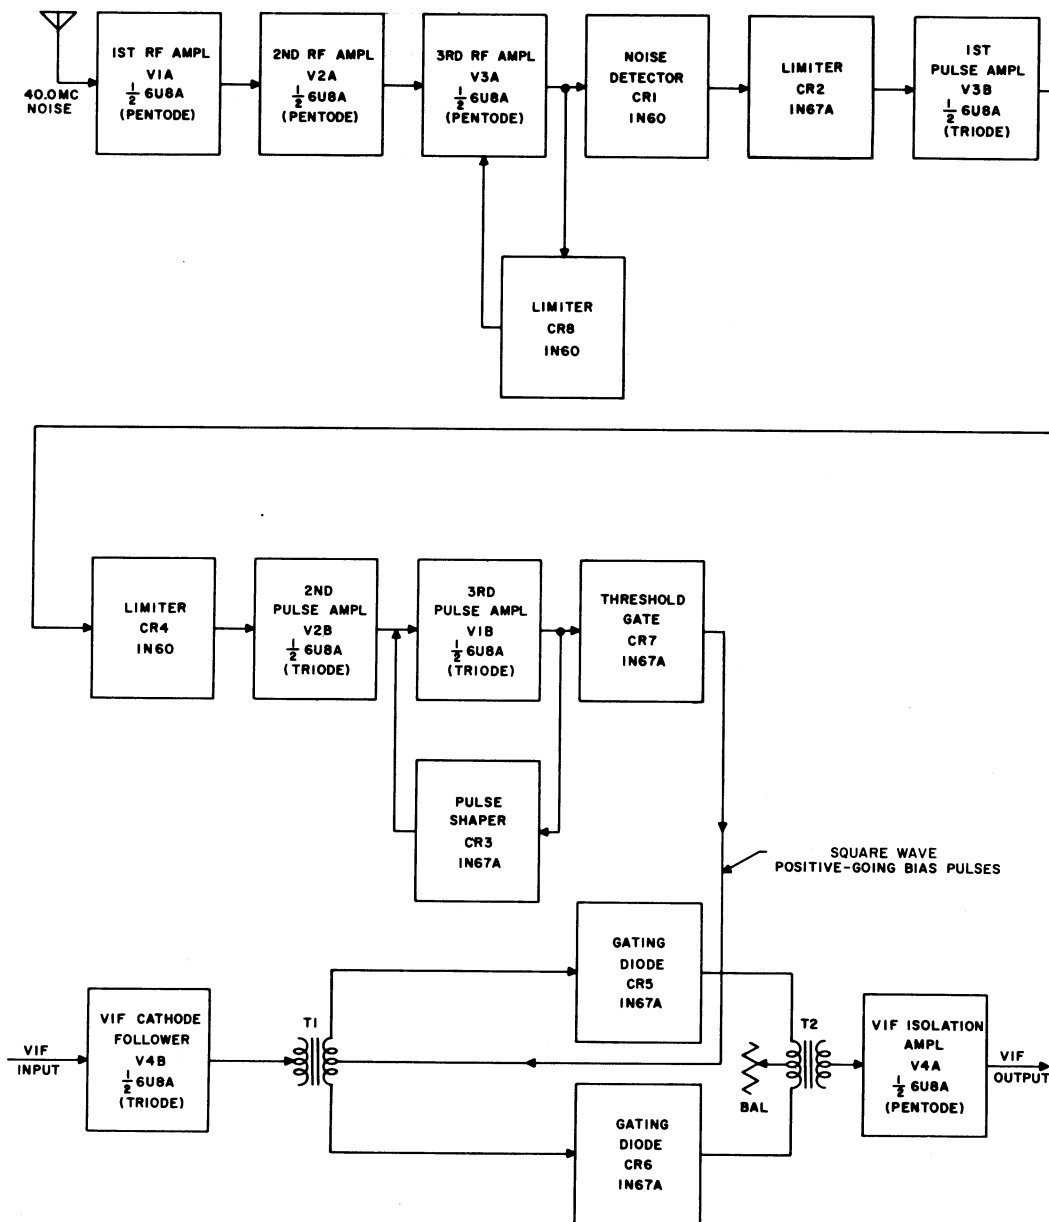 40.0MC
NOISE
1ST RF AMPL
V1A
1/2 6U8A
(PENTODE)
2ND RF AMPL
V2A
1/2 6U8A
(PENTODE)
3RD RF AMPL
V3A
1/2 6U8A
(PENTODE)
NOISE
DETECTOR
CR1
IN60
LIMITER
CR2
IN67A
1ST
PULSE AMPL
V3B
1/2 6U8A
(TRIODE)
LIMITER
CR8
IN60
LIMITER
CR4
IN60
2ND
PULSE AMPL
V2B
1/2 6U8A
(TRIODE)
3RD
PULSE AMPL
V1B
1/2 6U8A
(TRIODE)
THRESHOLD
GATE
CR7
IN67A
PULSE
SHAPER
CR3
IN67A
SQUARE WAVE
POSITIVE-GOING BIAS PULSES
VIF
INPUT
VIF CATHODE
FOLLOWER
V4B
1/2 6U8A
(TRIODE)
T1
GATING
DIODE
CR5
IN67A
GATING
DIODE
CR6
IN67A
BAL
T2
VIF ISOLATION
AMPL
V4A
1/2 6U8A
(PENTODE)
VIF
OUTPUT